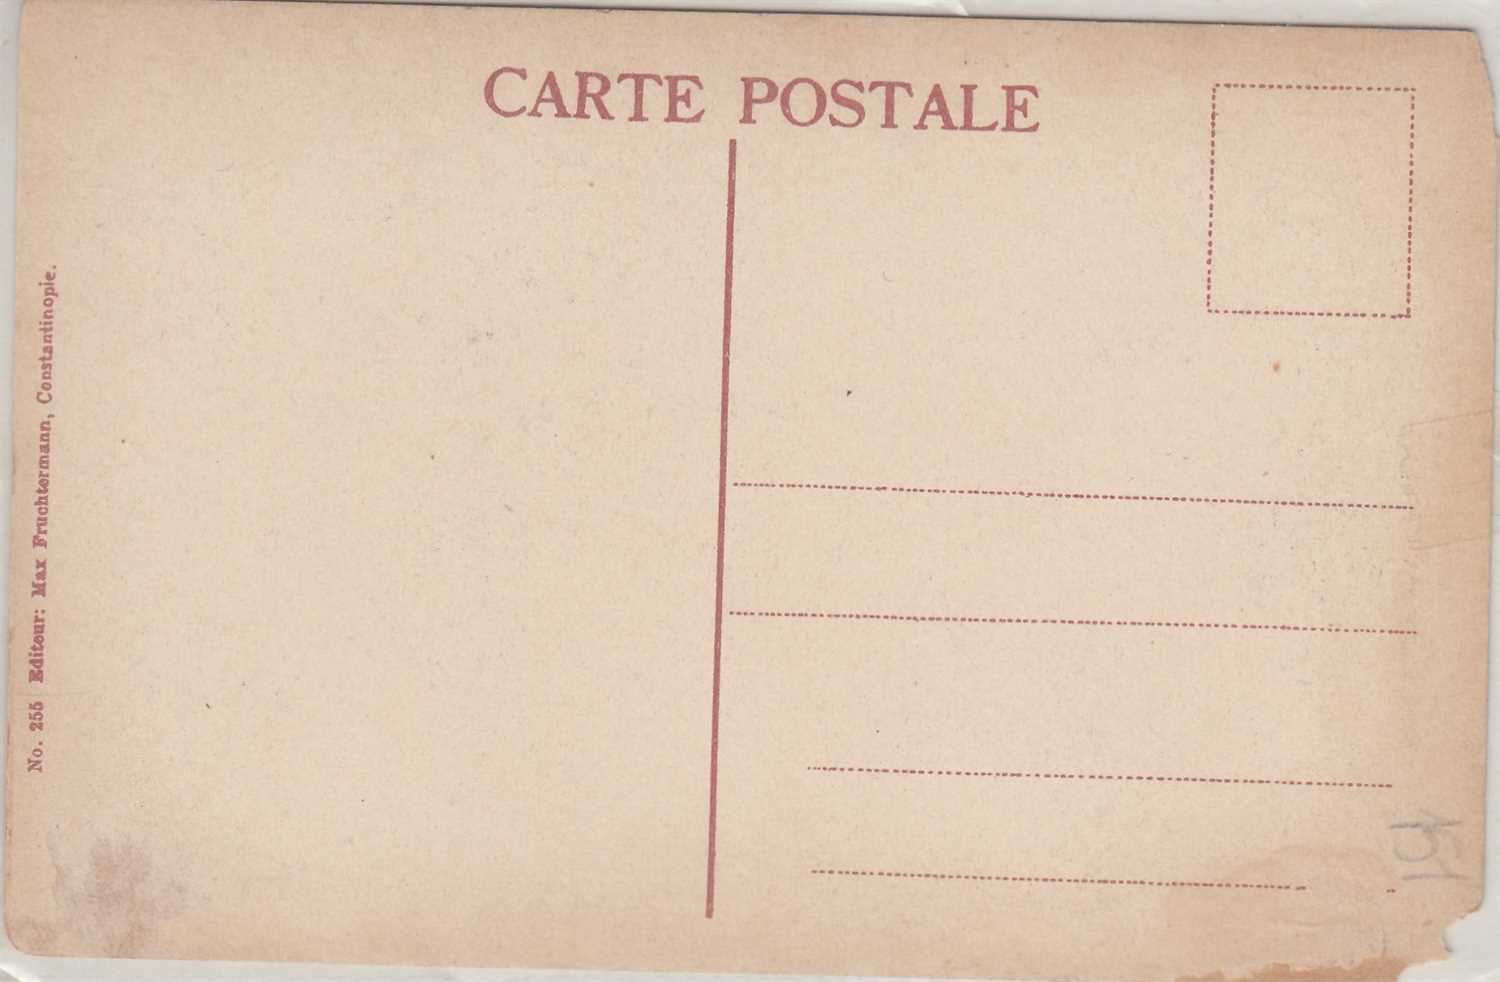 CARTE POSTALE
No. 255 Editeur: Max Fruchtermann, Constantinople.